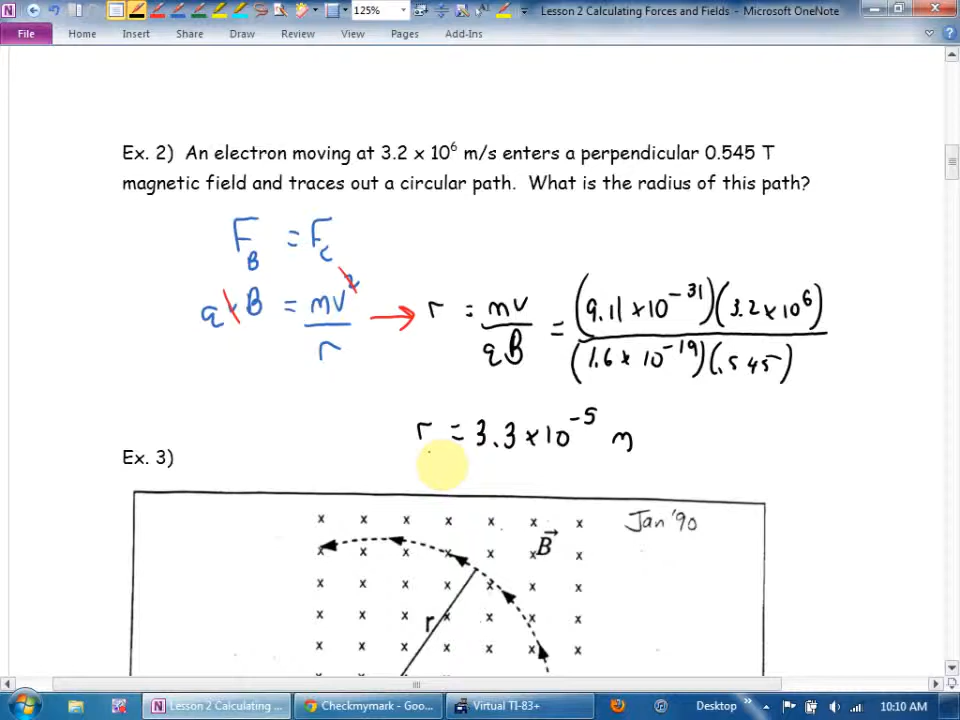 125%
Lesson 2 Calculating Forces and Fields - Microsoft OneNote
File Home Insert Share Draw Review View Pages Add-Ins
Ex. 2) An electron moving at 3.2 x 10⁶ m/s enters a perpendicular 0.545 T
magnetic field and traces out a circular path. What is the radius of this path?
F_B = F_C
qvB = mv²/r → r = mv/qB = (9.11 × 10⁻³¹)(3.2 × 10⁶)/(1.6 × 10⁻¹⁹)(.545)
r = 3.3 × 10⁻⁵ m
Ex. 3)
x x x x x x x Jan '90
x x x x x x x B⃗
x x x x x x x
x x x x x x x r
x x x x x x x
Lesson 2 Calculating ... Checkmymark - Goo... Virtual TI-83+ Desktop » 10:10 AM